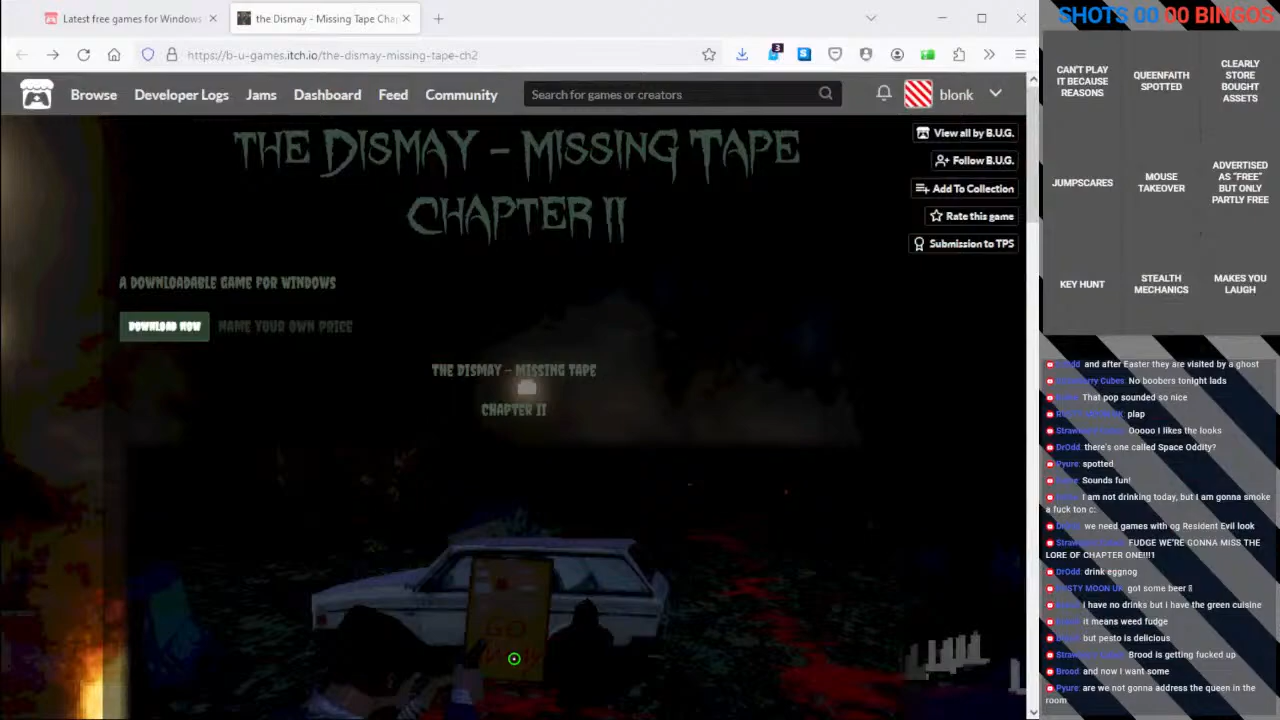 Latest free games for Windows
the Dismay - Missing Tape Cha
https://b-u-games.itch.io/the-dismay-missing-tape-ch2
3
Browse
Developer Logs
Jams
Dashboard
Feed
Community
Search for games or creators
blonk
THE DISMAY – MISSING TAPE
CHAPTER II
View all by B.U.G.
Follow B.U.G.
Add To Collection
Rate this game
Submission to TPS
A DOWNLOADABLE GAME FOR WINDOWS
DOWNLOAD NOW
NAME YOUR OWN PRICE
THE DISMAY – MISSING TAPE
CHAPTER II
SHOTS 00 00 BINGOS
CAN'T PLAY
IT BECAUSE
REASONS
QUEENFAITH
SPOTTED
CLEARLY
STORE
BOUGHT
ASSETS
JUMPSCARES
MOUSE
TAKEOVER
ADVERTISED
AS "FREE"
BUT ONLY
PARTLY FREE
KEY HUNT
STEALTH
MECHANICS
MAKES YOU
LAUGH
and after Easter they are visited by a ghost
No boobers tonight lads
That pop sounded so nice
plap
Ooooo I likes the looks
DrOdd: there's one called Space Oddity?
Pyure: spotted
Sounds fun!
I am not drinking today, but I am gonna smoke
a fuck ton c:
we need games with og Resident Evil look
FUDGE WE'RE GONNA MISS THE
LORE OF CHAPTER ONE!!!1
DrOdd: drink eggnog
got some beer
i have no drinks but i have the green cuisine
it means weed fudge
but pesto is delicious
Brood is getting fucked up
Brood: and now I want some
Pyure: are we not gonna address the queen in the
room